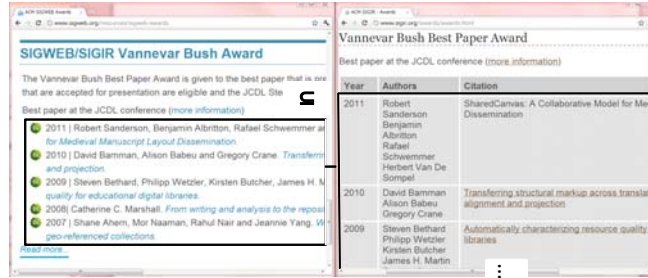 ACM SIGWEB Awards
www.sigweb.org/resources/sigweb-awards
SIGWEB/SIGIR Vannevar Bush Award
The Vannevar Bush Best Paper Award is given to the best paper that is pre
that are accepted for presentation are eligible and the JCDL Ste
Best paper at the JCDL conference (more information)
2011 | Robert Sanderson, Benjamin Albritton, Rafael Schwemmer a
for Medieval Manuscript Layout Dissemination.
2010 | David Bamman, Alison Babeu and Gregory Crane. Transferrin
and projection.
2009 | Steven Bethard, Philipp Wetzler, Kirsten Butcher, James H. M
quality for educational digital libraries.
2008| Catherine C. Marshall. From writing and analysis to the reposi
2007 | Shane Ahern, Mor Naaman, Rahul Nair and Jeannie Yang. W
geo-referenced collections.
Read more...
⊆
ACM SIGIR - Awards
www.sigir.org/awards/awards.html
Vannevar Bush Best Paper Award
Best paper at the JCDL conference (more information)
Year Authors Citation
2011 Robert SharedCanvas: A Collaborative Model for Me
Sanderson Dissemination
Benjamin
Albritton
Rafael
Schwemmer
Herbert Van De
Sompel
2010 David Bamman Transferring structural markup across transla
Alison Babeu alignment and projection
Gregory Crane
2009 Steven Bethard Automatically characterizing resource quality
Philipp Wetzler libraries
Kirsten Butcher
James H. Martin
...